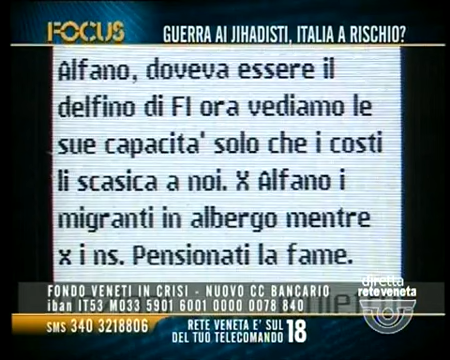 FOCUS
GUERRA AI JIHADISTI, ITALIA A RISCHIO?
Alfano, doveva essere il
delfino di FI ora vediamo le
sue capacita' solo che i costi
li scasica a noi. X Alfano i
migranti in albergo mentre
x i ns. Pensionati la fame.
diretta
reteveneta
FONDO VENETI IN CRISI - NUOVO CC BANCARIO
iban IT53 M033 5901 6001 0000 0078 840
SMS 340 3218806
RETE VENETA E' SUL
DEL TUO TELECOMANDO 18